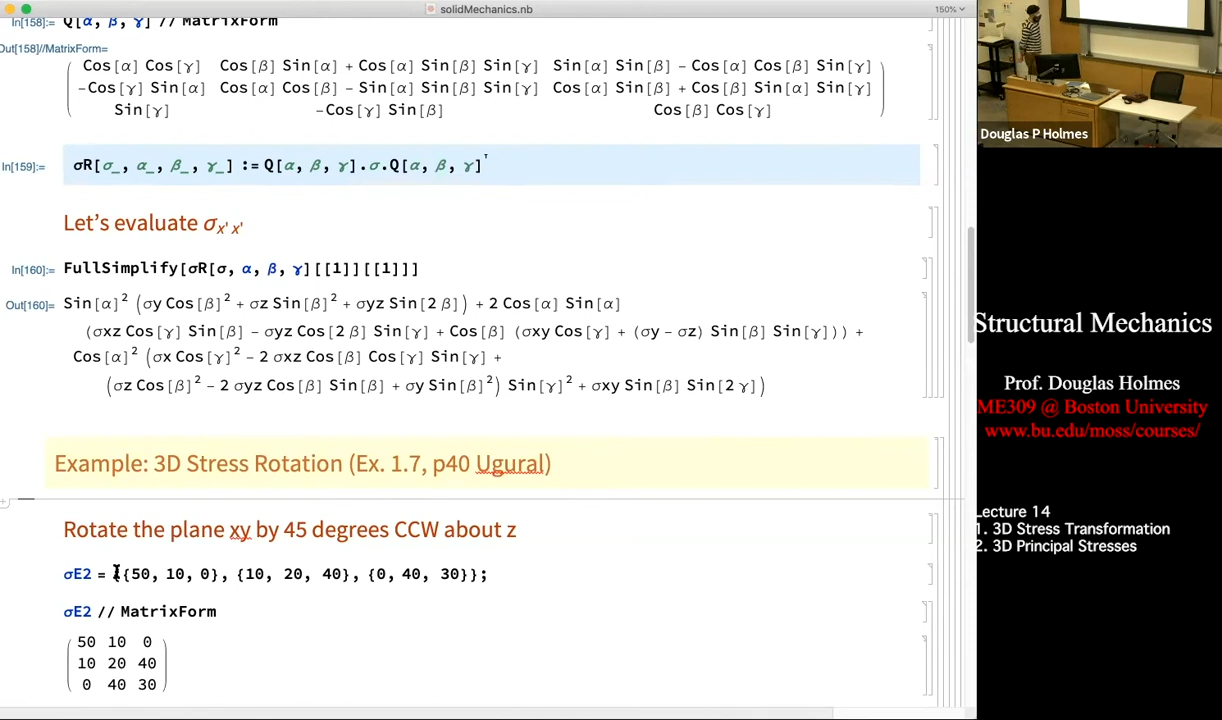 solidMechanics.nb
150%
In[158]:= Q[α, β, γ] // MatrixForm
Out[158]//MatrixForm=
Cos[α] Cos[γ] Cos[β] Sin[α] + Cos[α] Sin[β] Sin[γ] Sin[α] Sin[β] - Cos[α] Cos[β] Sin[γ]
-Cos[γ] Sin[α] Cos[α] Cos[β] - Sin[α] Sin[β] Sin[γ] Cos[α] Sin[β] + Cos[β] Sin[α] Sin[γ]
Sin[γ] -Cos[γ] Sin[β] Cos[β] Cos[γ]
In[159]:= σR[σ_, α_, β_, γ_] := Q[α, β, γ].σ.Q[α, β, γ]ᵀ
Let's evaluate σx' x'
In[160]:= FullSimplify[σR[σ, α, β, γ][[1]][[1]]]
Out[160]= Sin[α]² (σy Cos[β]² + σz Sin[β]² + σyz Sin[2 β]) + 2 Cos[α] Sin[α]
(σxz Cos[γ] Sin[β] - σyz Cos[2 β] Sin[γ] + Cos[β] (σxy Cos[γ] + (σy - σz) Sin[β] Sin[γ])) +
Cos[α]² (σx Cos[γ]² - 2 σxz Cos[β] Cos[γ] Sin[γ] +
(σz Cos[β]² - 2 σyz Cos[β] Sin[β] + σy Sin[β]²) Sin[γ]² + σxy Sin[β] Sin[2 γ])
Example: 3D Stress Rotation (Ex. 1.7, p40 Ugural)
Rotate the plane xy by 45 degrees CCW about z
σE2 = {{50, 10, 0}, {10, 20, 40}, {0, 40, 30}};
σE2 // MatrixForm
50 10 0
10 20 40
0 40 30
Douglas P Holmes
Structural Mechanics
Prof. Douglas Holmes
ME309 @ Boston University
www.bu.edu/moss/courses/
Lecture 14
1. 3D Stress Transformation
2. 3D Principal Stresses